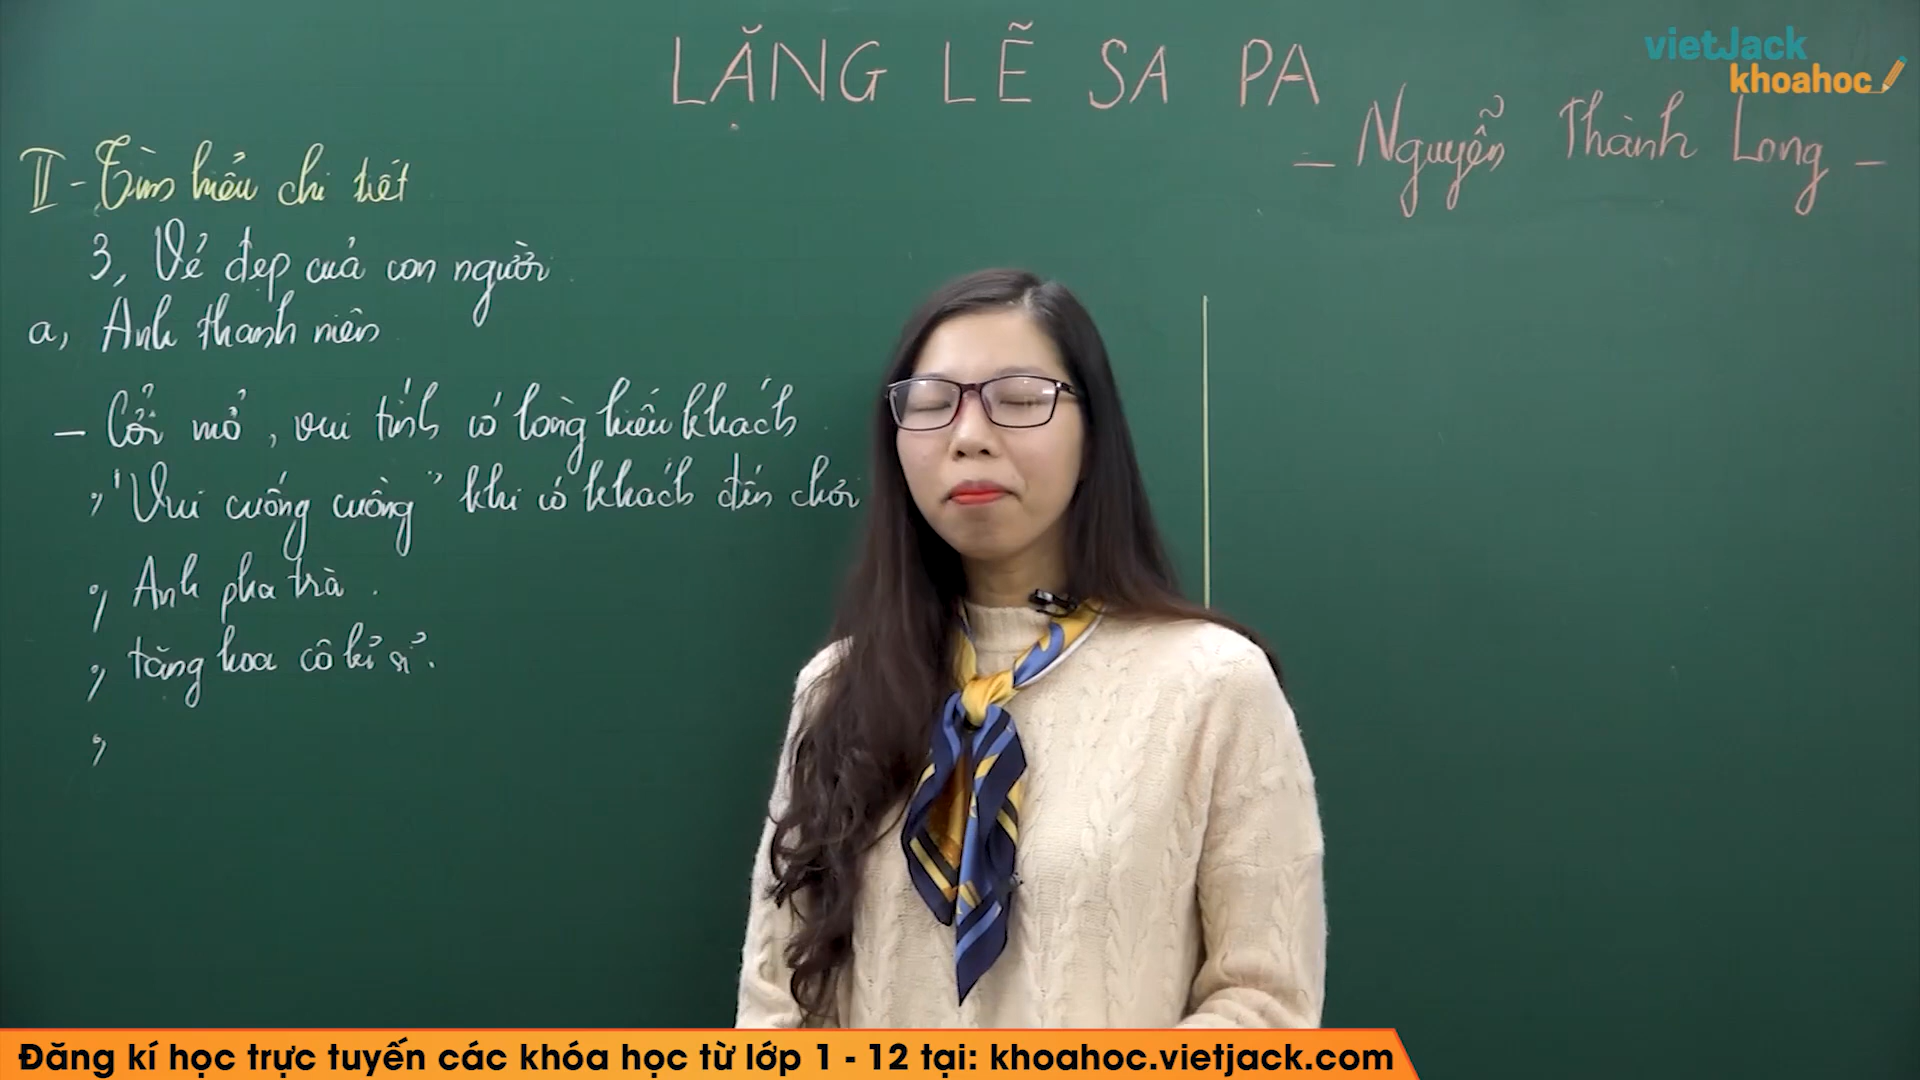 LẶNG LẼ SA PA
vietJack
khoahoc
- Nguyễn Thành Long -
II - Tìm hiểu chi tiết
3, Vẻ đẹp của con người
a, Anh thanh niên
- Cởi mở, vui tính có lòng hiếu khách
, "Vui cuống cuồng" khi có khách đến chơi
, Anh pha trà.
, tặng hoa cô kĩ sư.
,
Đăng kí học trực tuyến các khóa học từ lớp 1 - 12 tại: khoahoc.vietjack.com